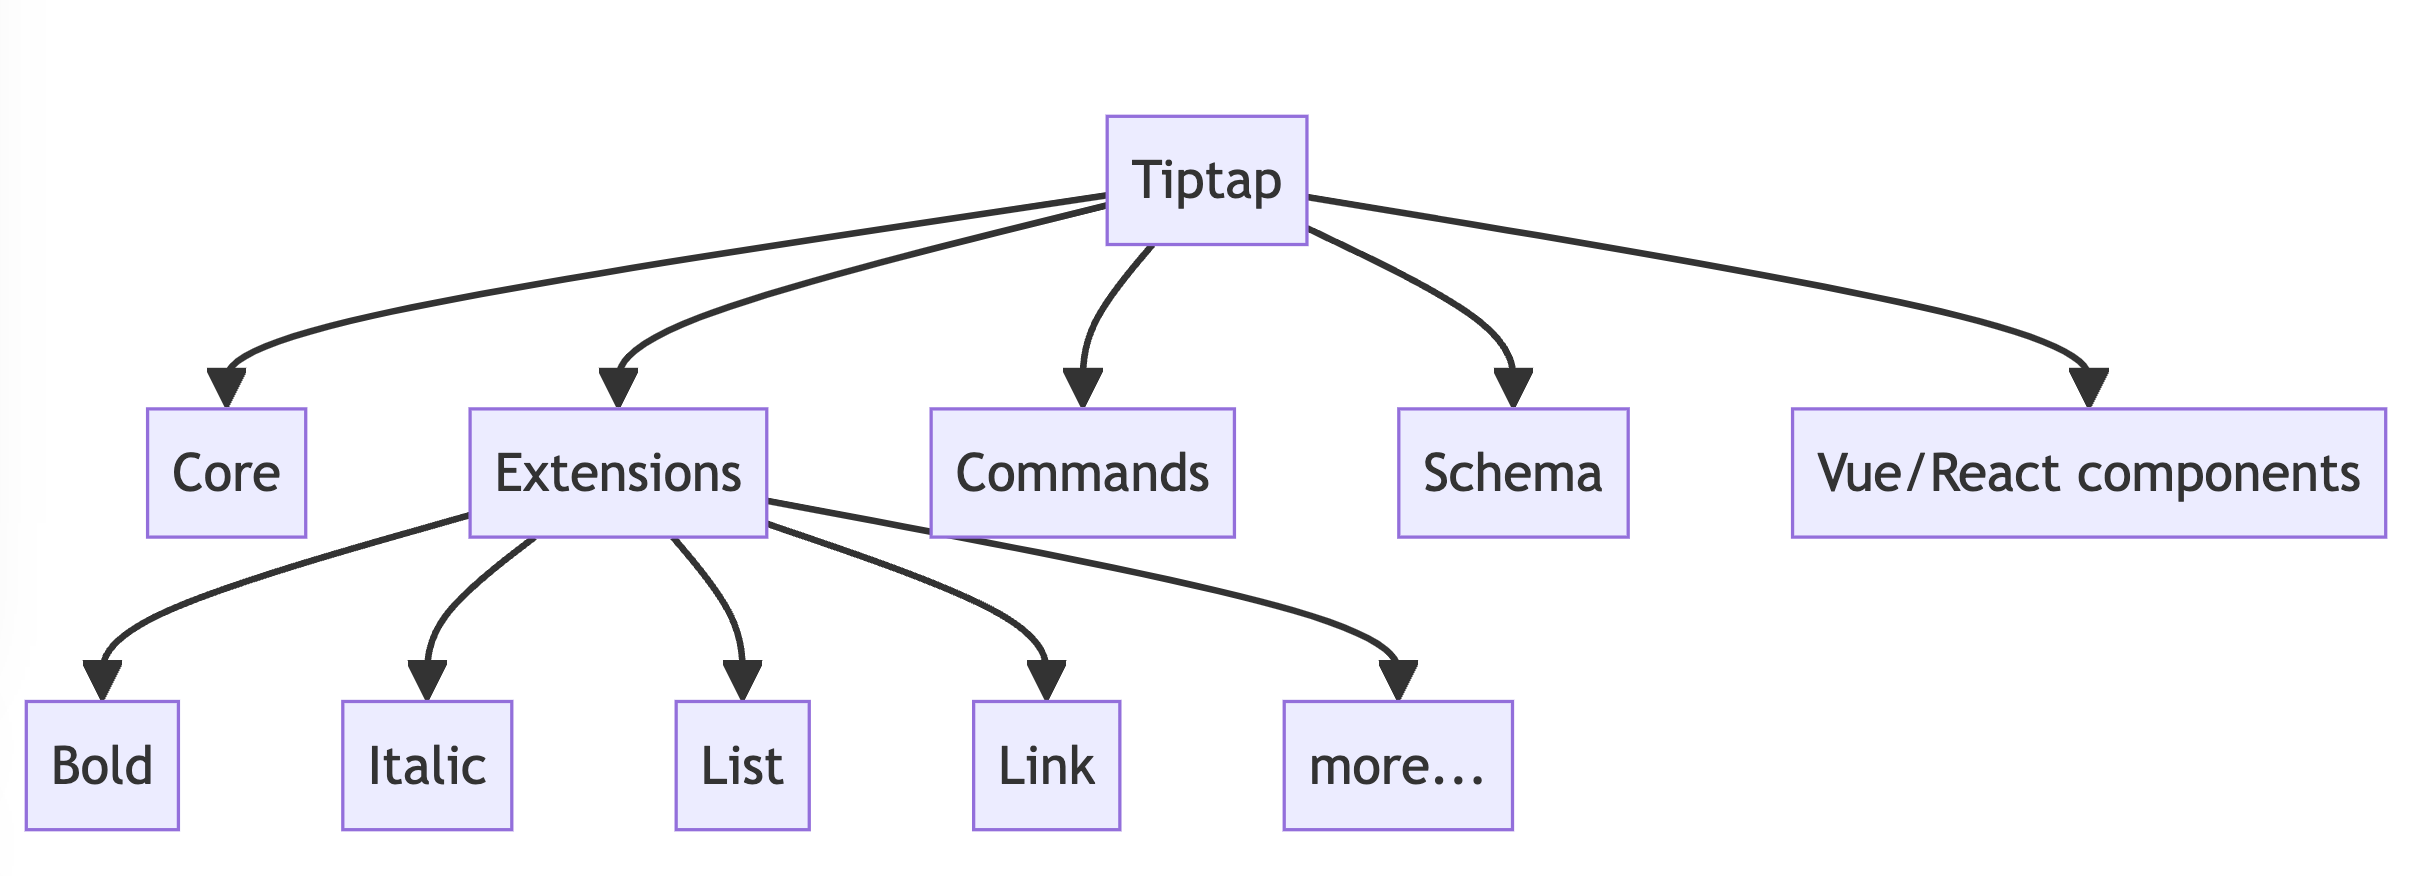 Tiptap
Core
Extensions
Commands
Schema
Vue/React components
Bold
Italic
List
Link
more...